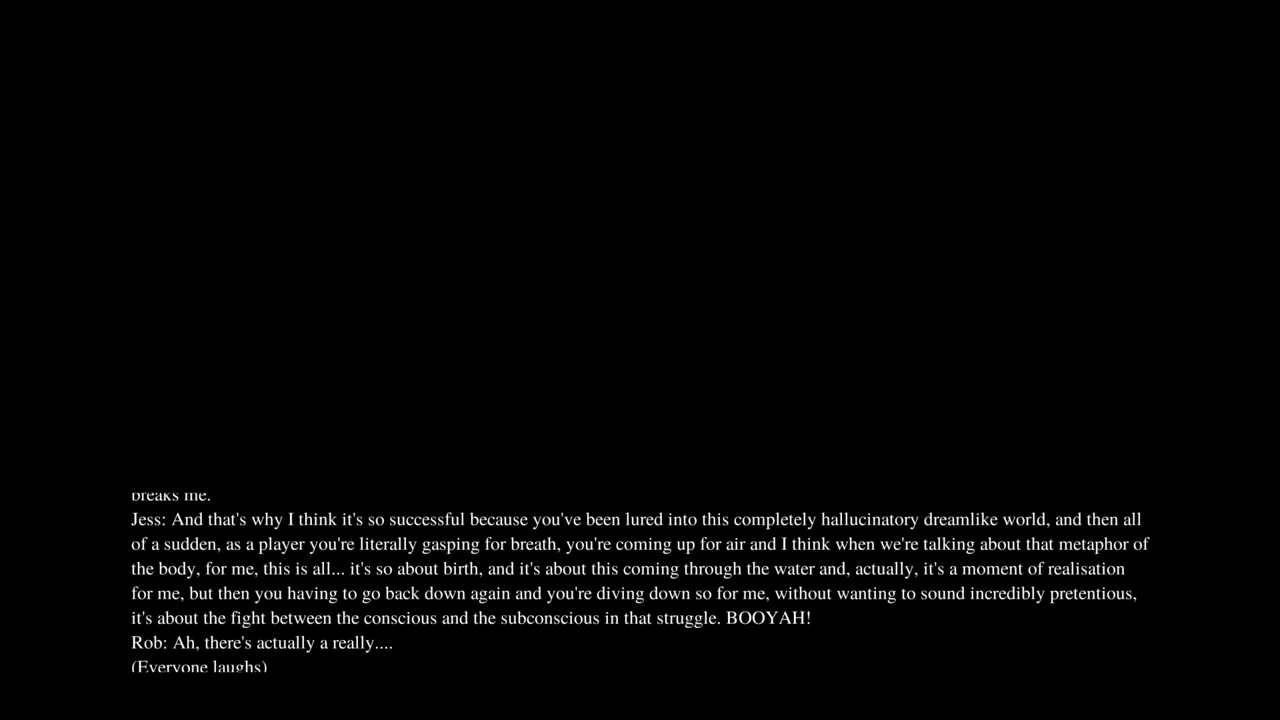 breaks me.
Jess: And that's why I think it's so successful because you've been lured into this completely hallucinatory dreamlike world, and then all
of a sudden, as a player you're literally gasping for breath, you're coming up for air and I think when we're talking about that metaphor of
the body, for me, this is all... it's so about birth, and it's about this coming through the water and, actually, it's a moment of realisation
for me, but then you having to go back down again and you're diving down so for me, without wanting to sound incredibly pretentious,
it's about the fight between the conscious and the subconscious in that struggle. BOOYAH!
Rob: Ah, there's actually a really....
(Everyone laughs)